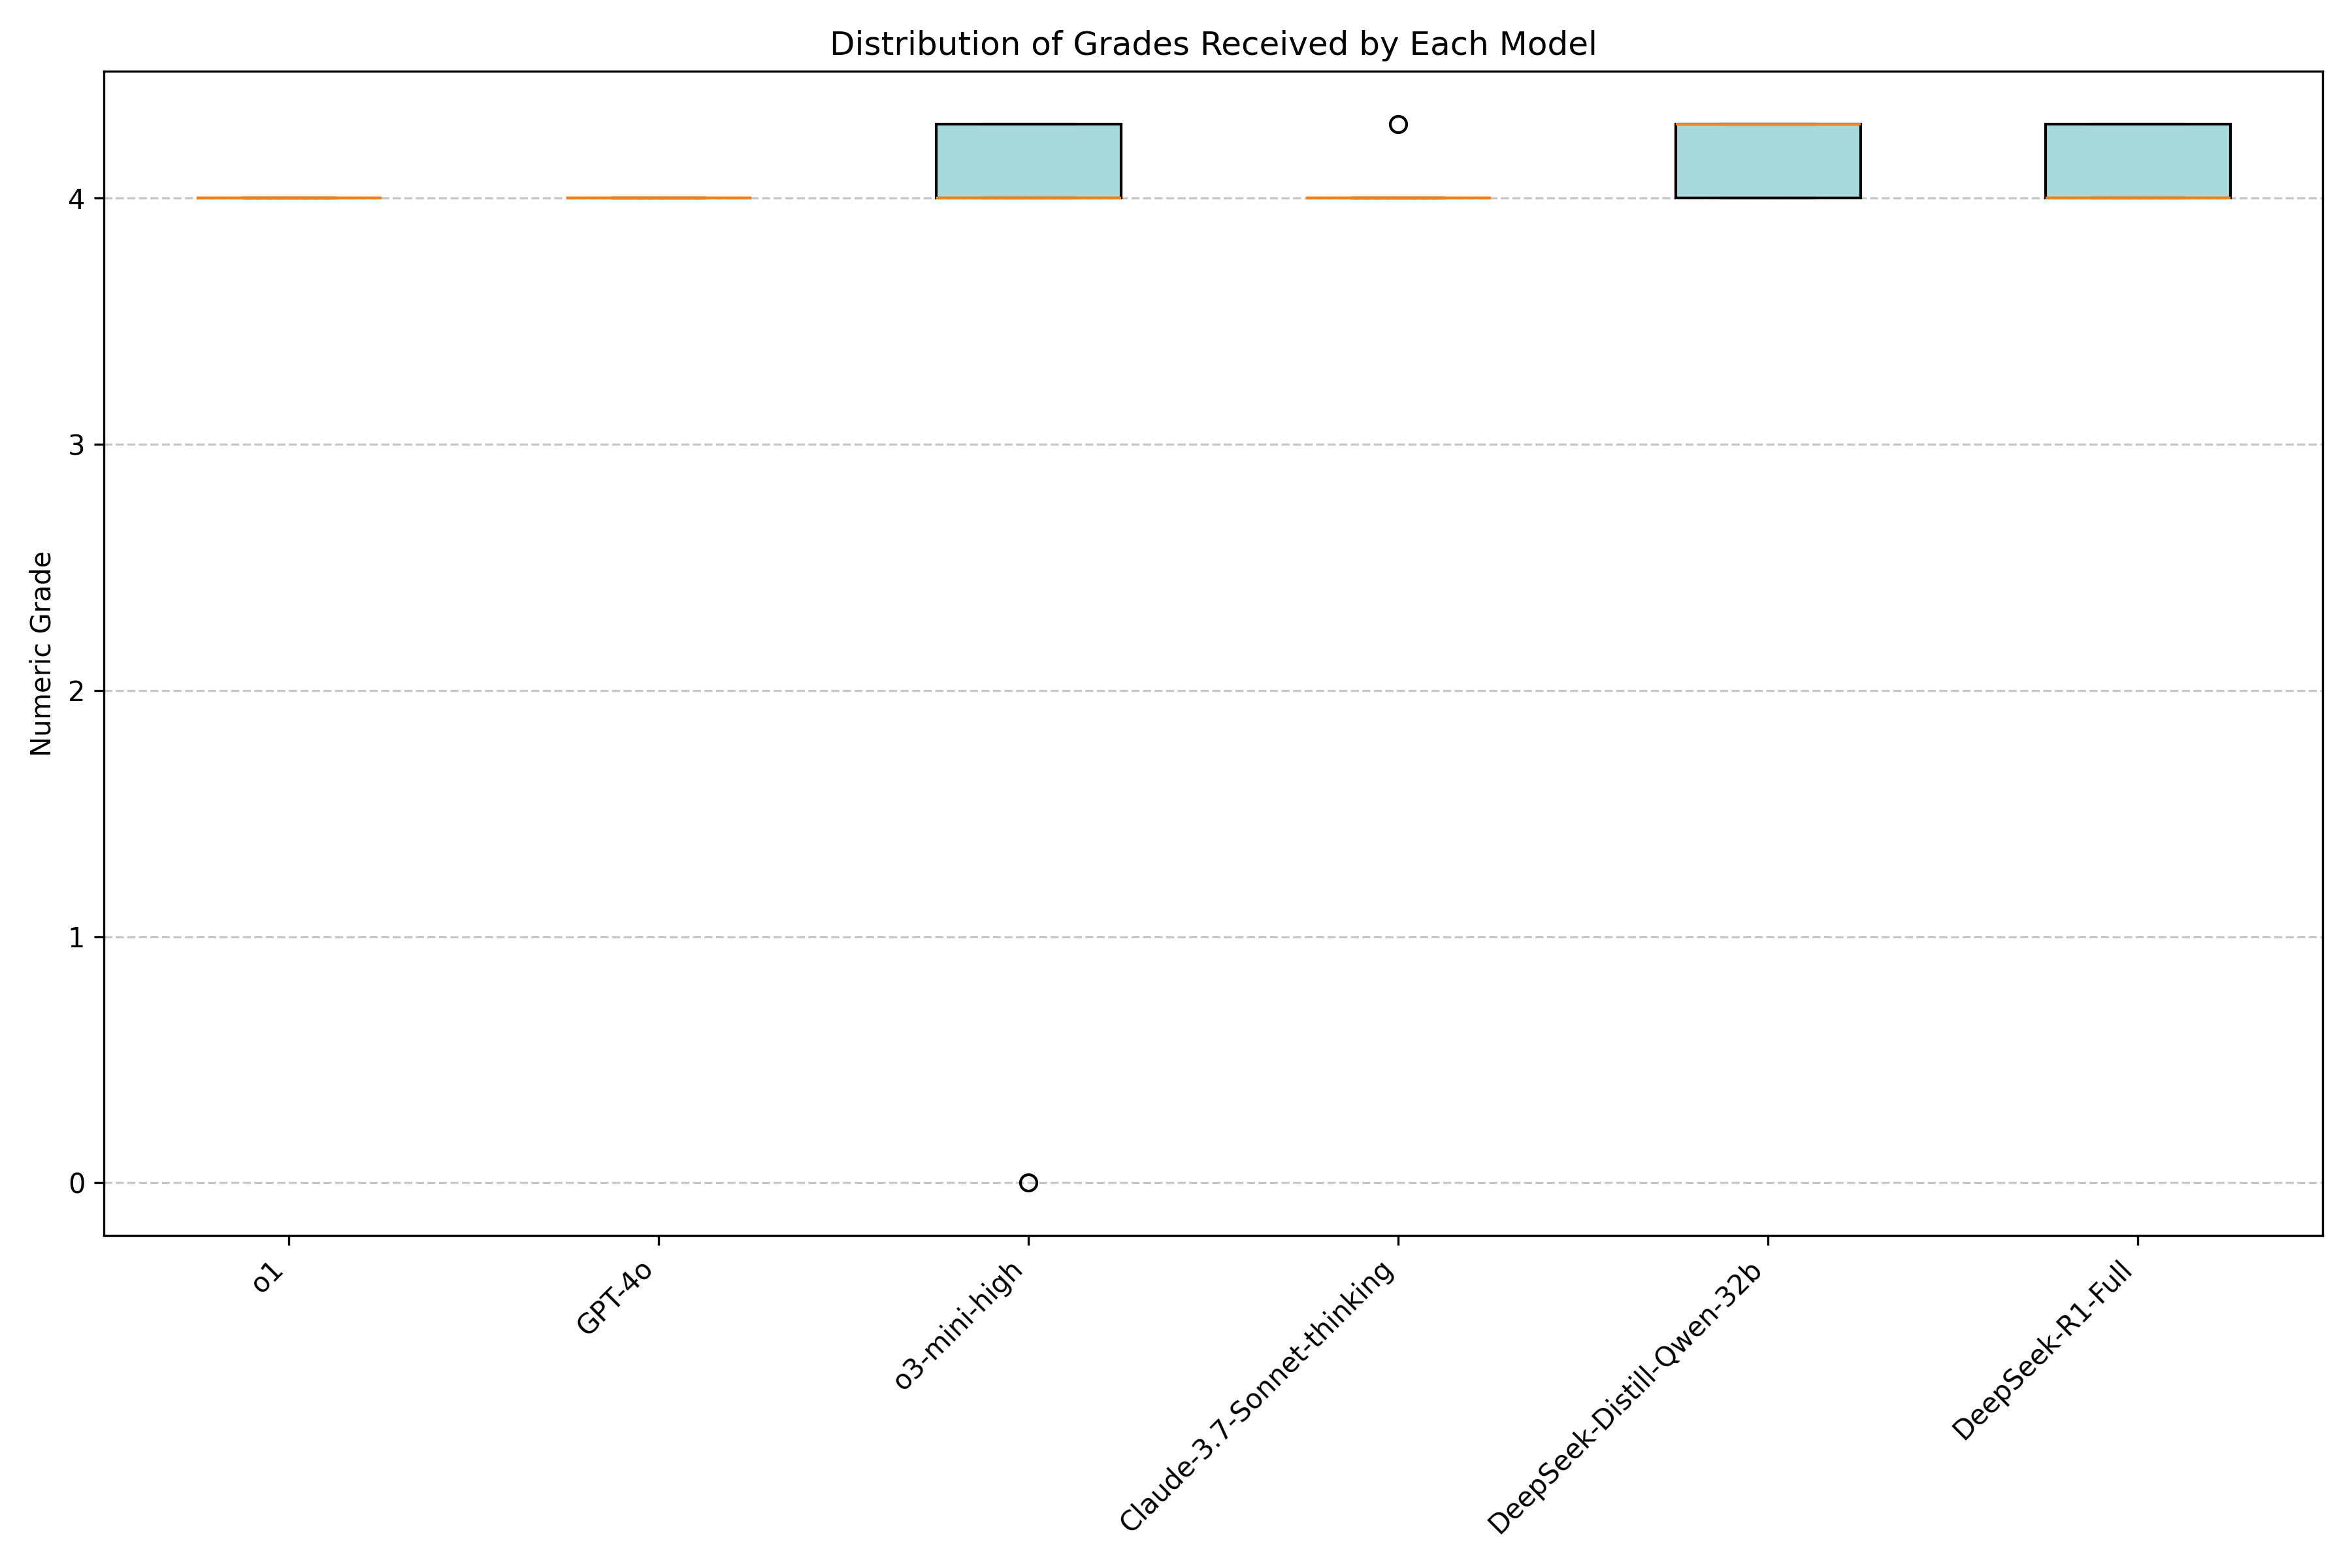 Distribution of Grades Received by Each Model
Numeric Grade
4
3
2
1
0
o1
GPT-4o
o3-mini-high
Claude-3.7-Sonnet-thinking
DeepSeek-Distill-Qwen-32b
DeepSeek-R1-Full